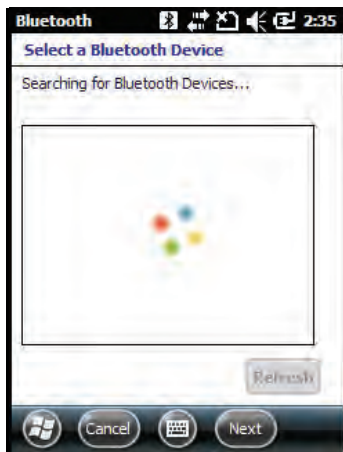 Bluetooth 2:35
Select a Bluetooth Device
Searching for Bluetooth Devices...
Refresh
Cancel Next